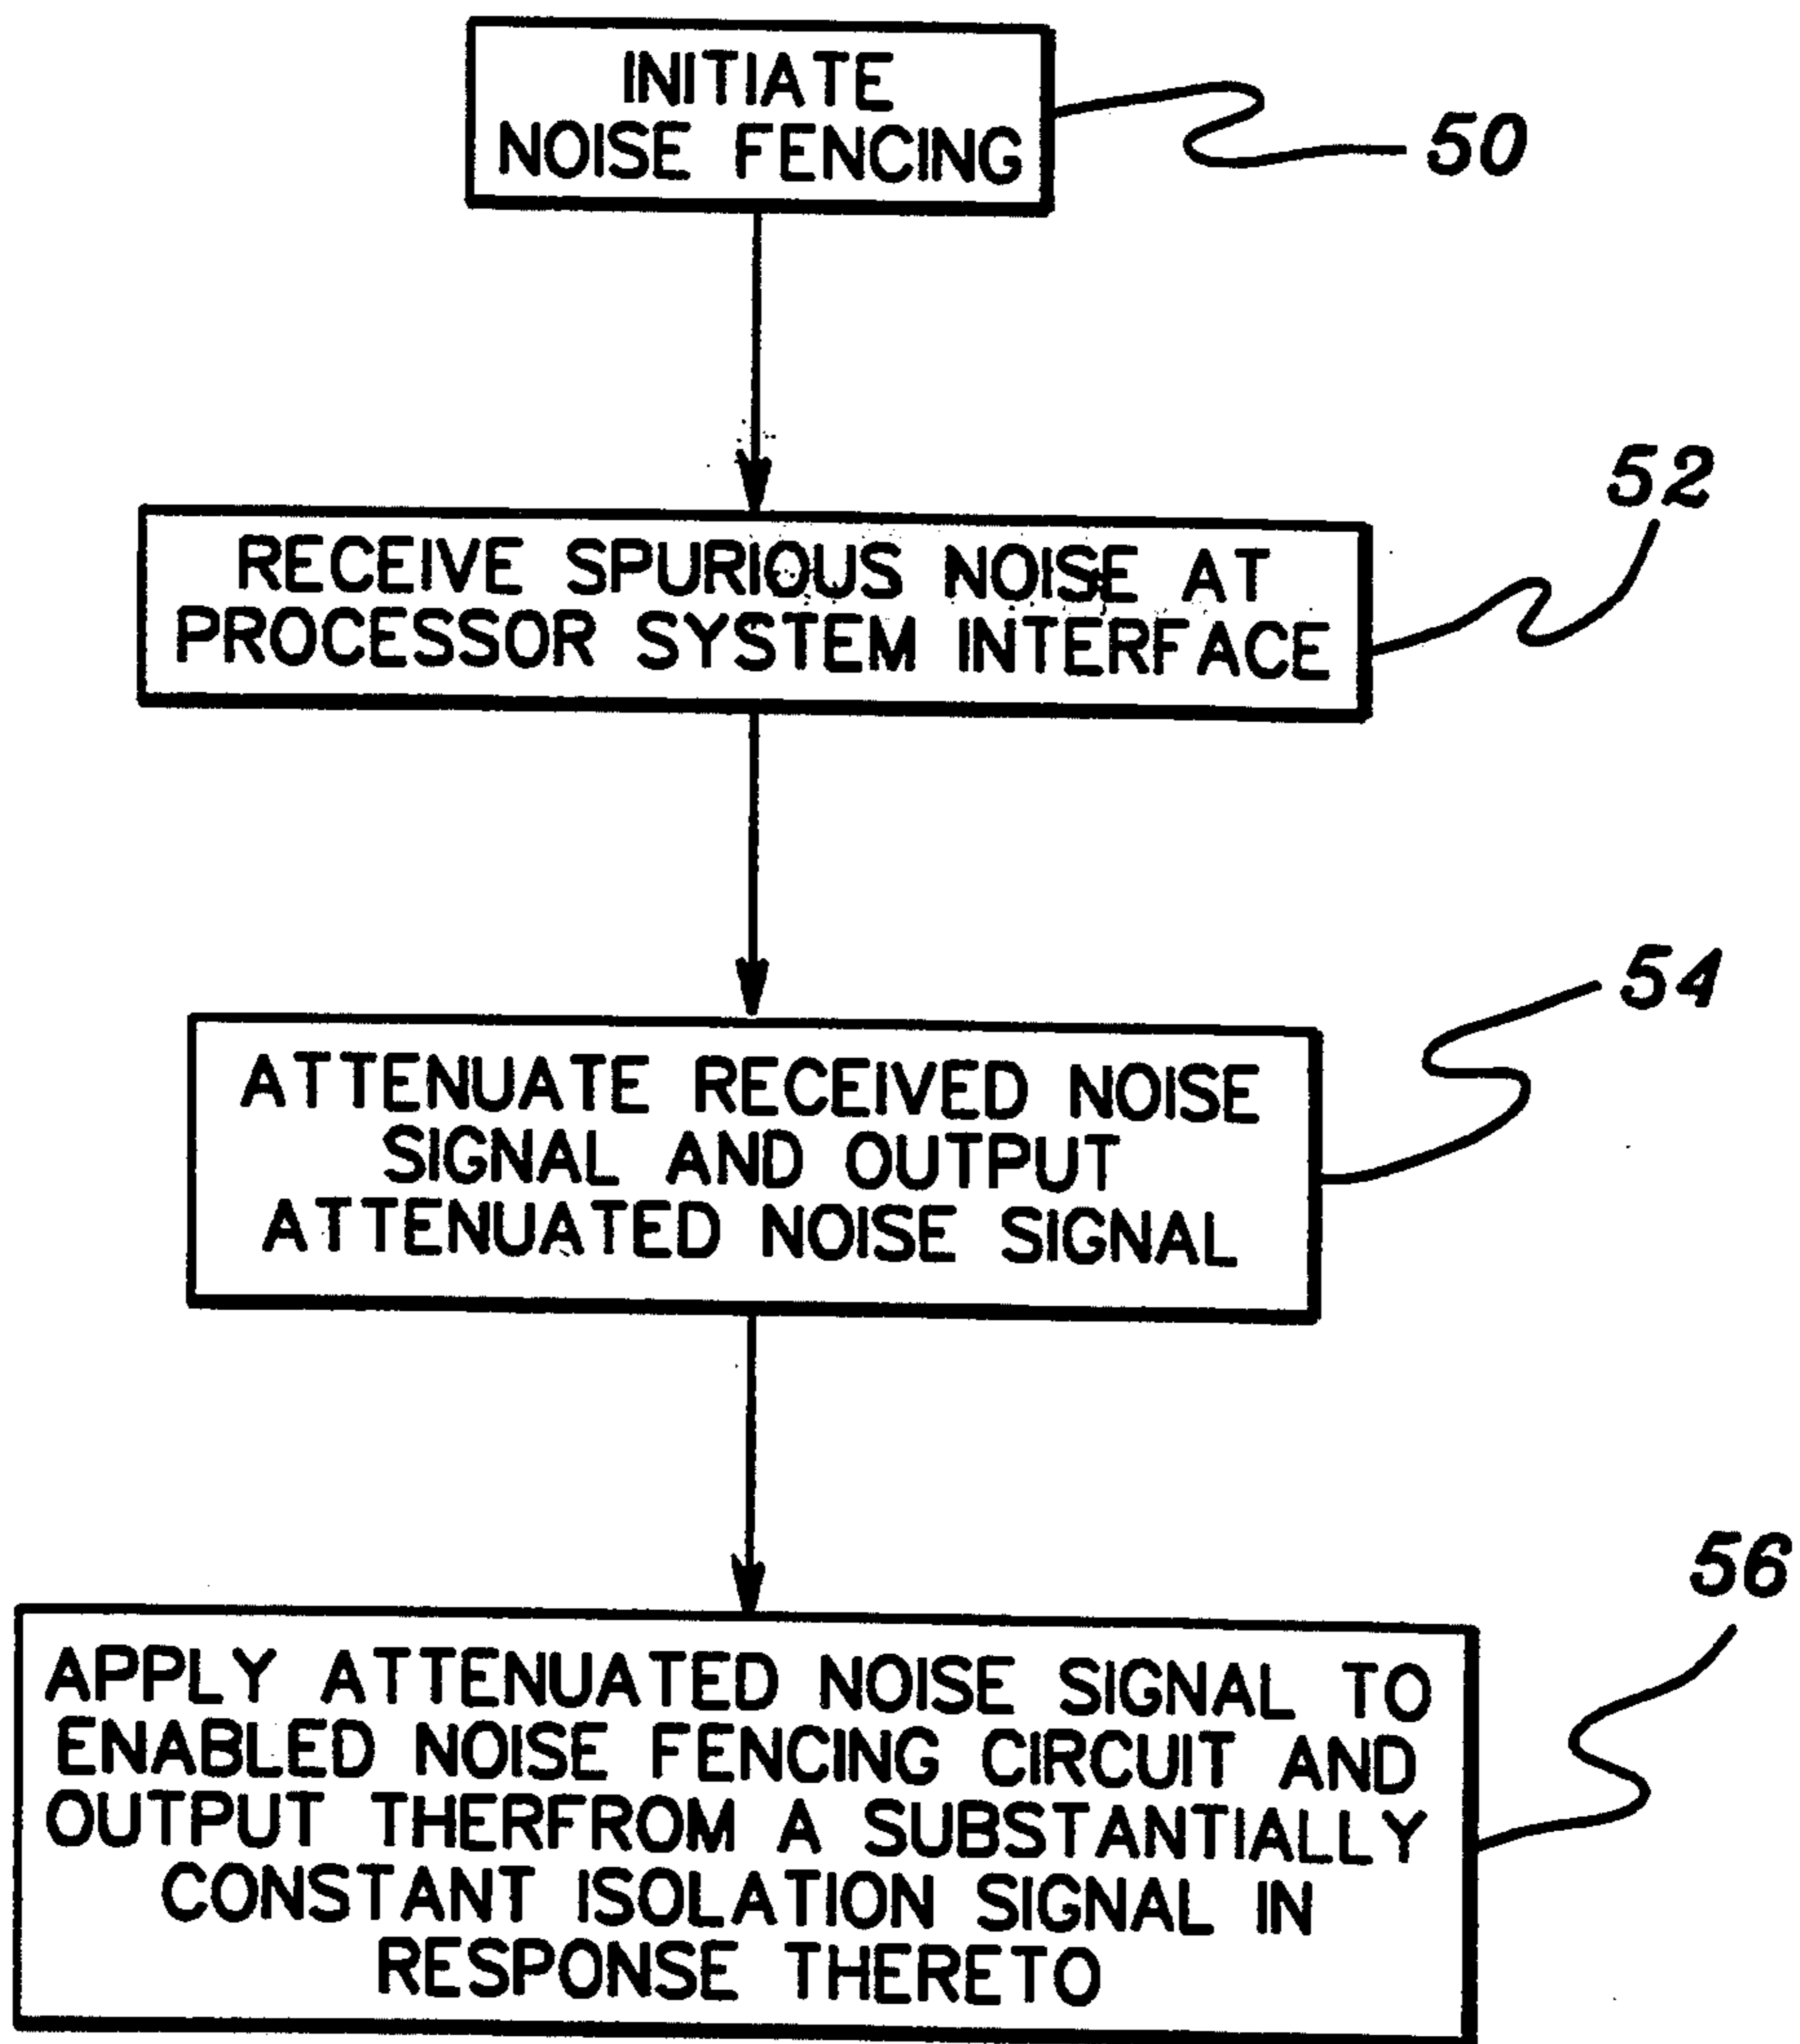 INITIATE
NOISE FENCING
50
RECEIVE SPURIOUS NOISE AT
PROCESSOR SYSTEM INTERFACE
52
ATTENUATE RECEIVED NOISE
SIGNAL AND OUTPUT
ATTENUATED NOISE SIGNAL
54
APPLY ATTENUATED NOISE SIGNAL TO
ENABLED NOISE FENCING CIRCUIT AND
OUTPUT THERFROM A SUBSTANTIALLY
CONSTANT ISOLATION SIGNAL IN
RESPONSE THERETO
56